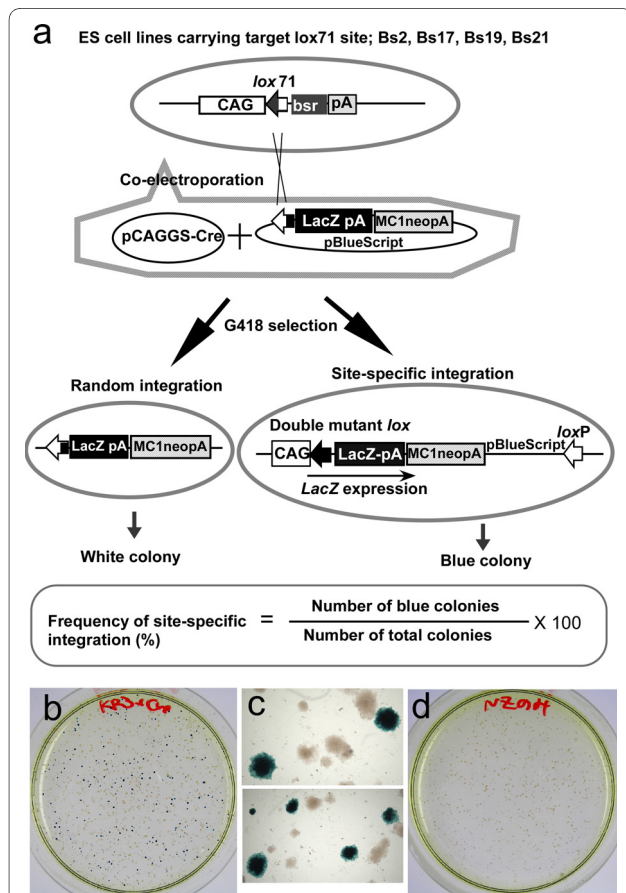 a
ES cell lines carrying target lox71 site; Bs2, Bs17, Bs19, Bs21
lox71
CAG
bsr
pA
Co-electroporation
pCAGGS-Cre
+
LacZ pA
MC1neopA
pBlueScript
G418 selection
Random integration
Site-specific integration
LacZ pA
MC1neopA
Double mutant lox
CAG
LacZ-pA
MC1neopA
pBlueScript
loxP
LacZ expression
White colony
Blue colony
Frequency of site-specific
integration (%)
=
Number of blue colonies
Number of total colonies
X 100
b
c
d